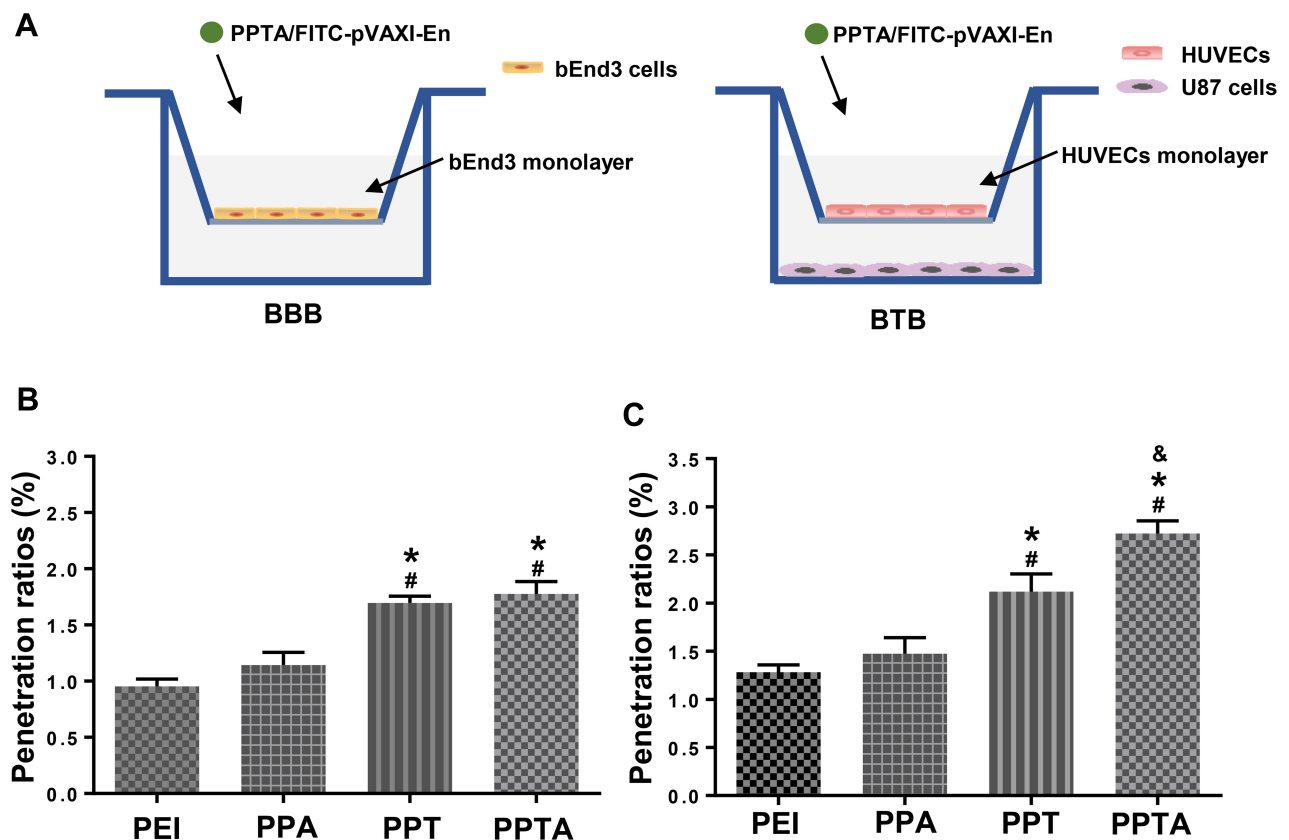 A
PPTA/FITC-pVAXI-En
bEnd3 cells
bEnd3 monolayer
BBB
PPTA/FITC-pVAXI-En
HUVECs
U87 cells
HUVECs monolayer
BTB
B
Penetration ratios (%)
3.0
2.5
2.0
1.5
1.0
0.5
0.0
*
#
*
#
PEI
PPA
PPT
PPTA
C
Penetration ratios (%)
3.5
3.0
2.5
2.0
1.5
1.0
0.5
0.0
*
#
&
*
#
PEI
PPA
PPT
PPTA